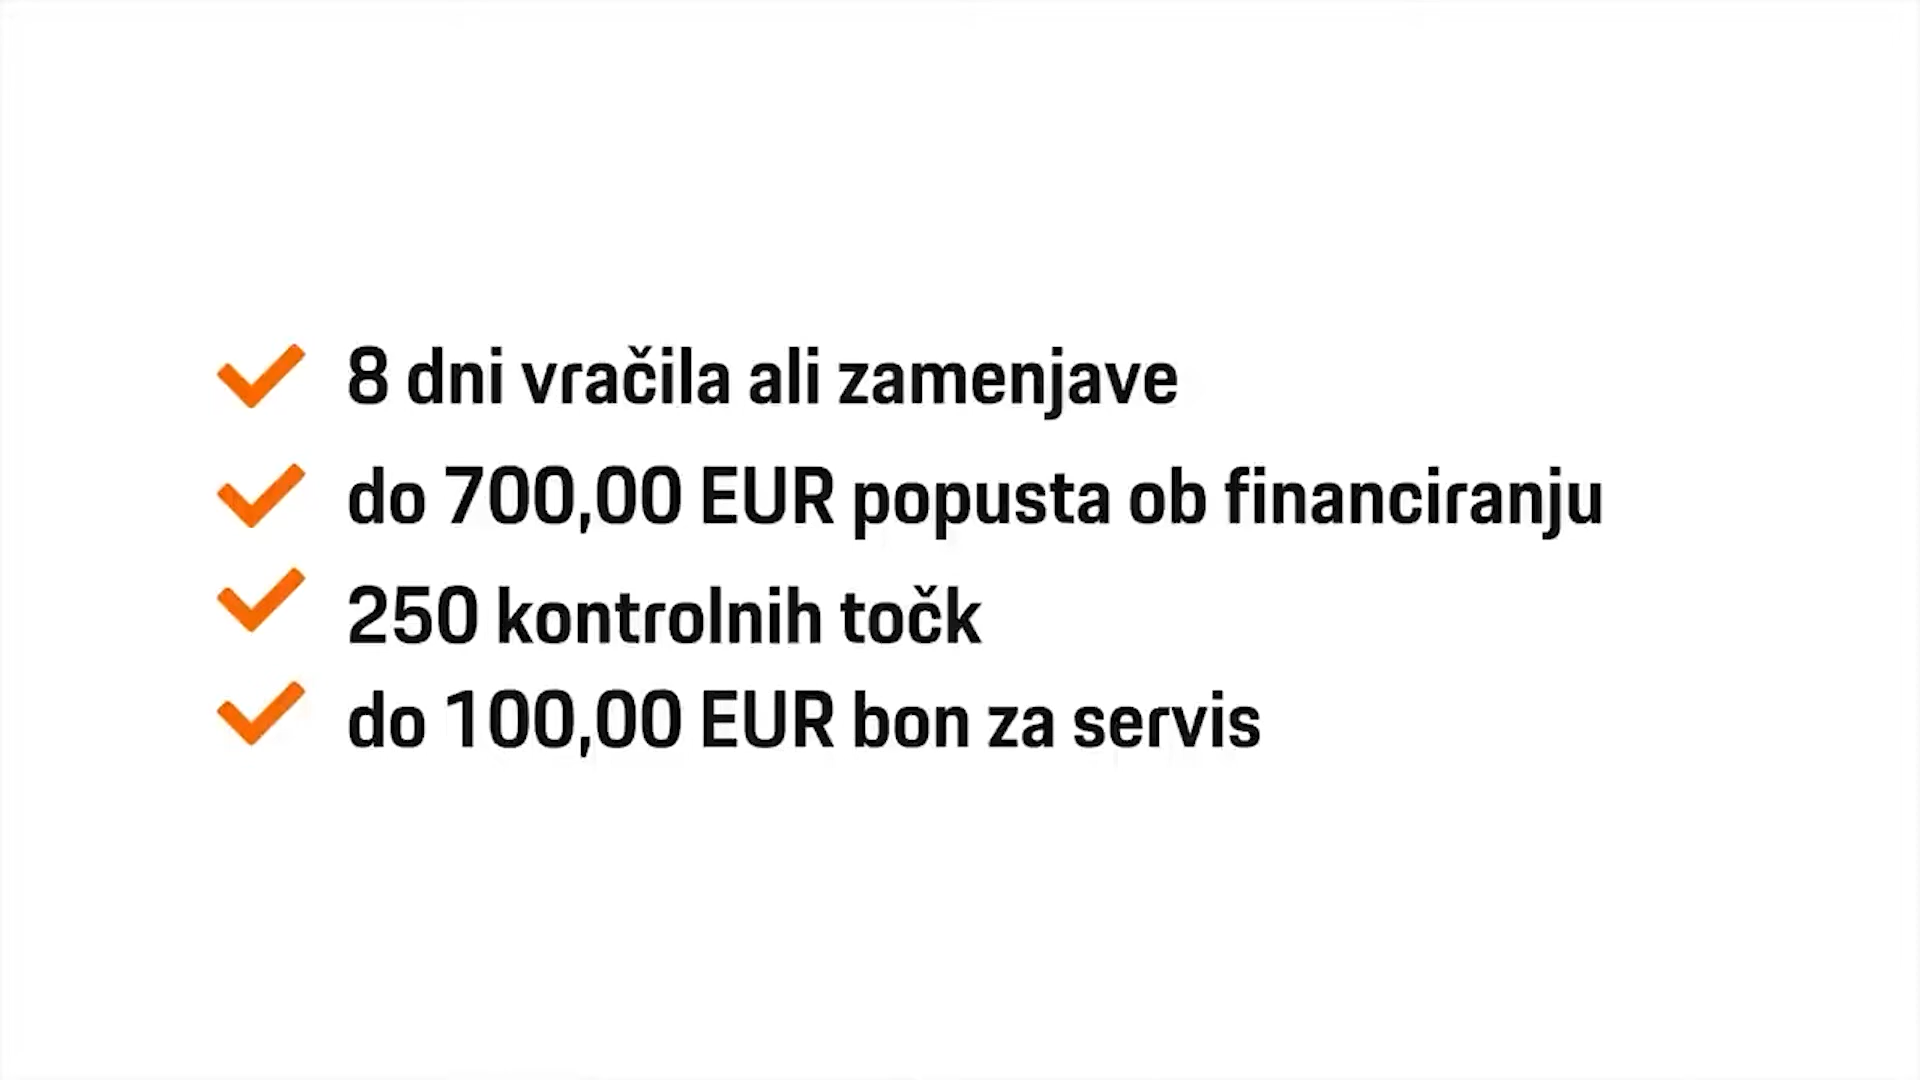 8 dni vračila ali zamenjave
do 700,00 EUR popusta ob financiranju
250 kontrolnih točk
do 100,00 EUR bon za servis